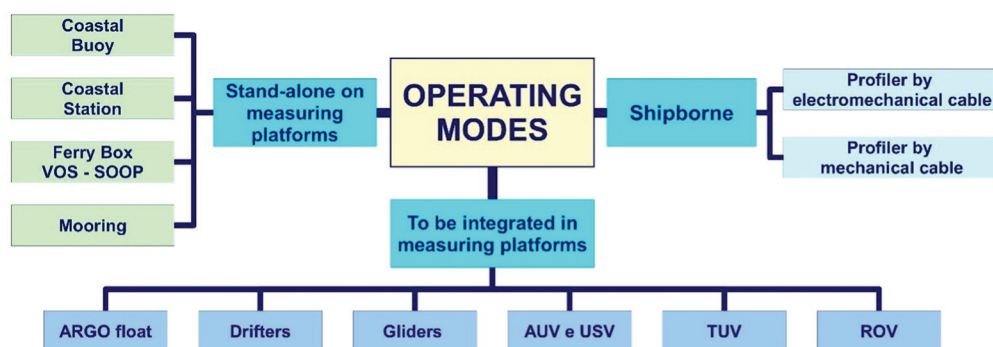 Coastal
Buoy
Coastal
Station
Ferry Box
VOS - SOOP
Mooring
Stand-alone on
measuring
platforms
OPERATING
MODES
Shipborne
Profiler by
electromechanical cable
Profiler by
mechanical cable
To be integrated in
measuring platforms
ARGO float
Drifters
Gliders
AUV e USV
TUV
ROV